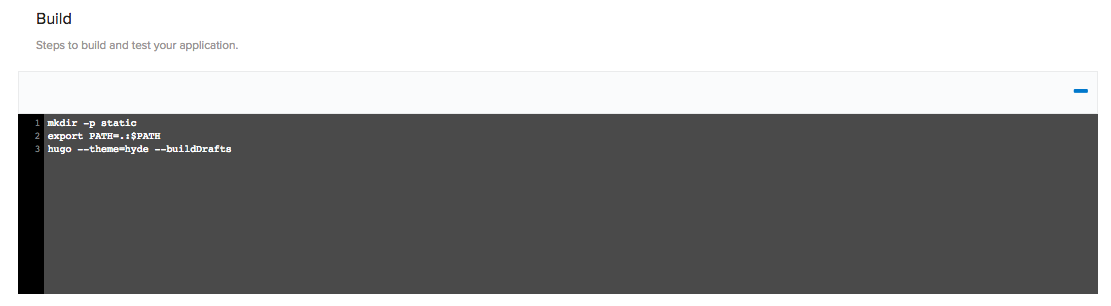 Build
Steps to build and test your application.
1 mkdir -p static
2 export PATH=.:$PATH
3 hugo --theme=hyde --buildDrafts